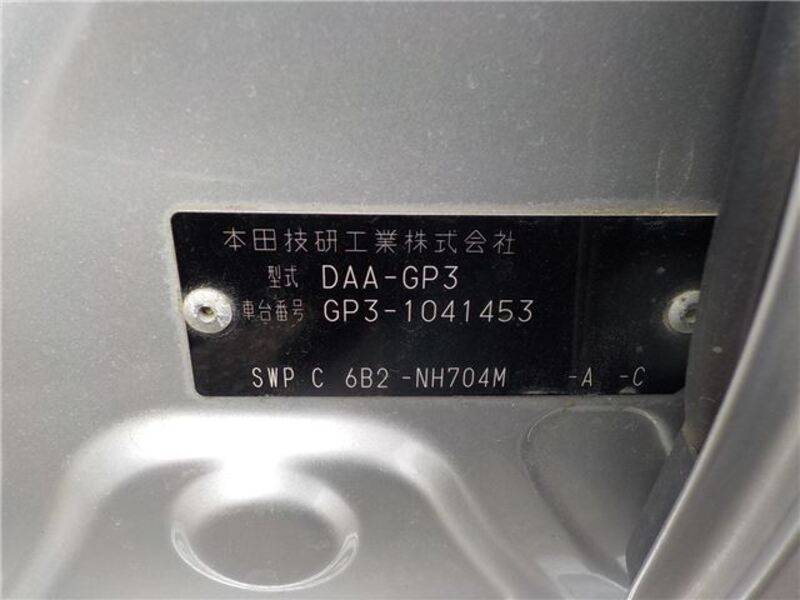 本田技研工業株式会社
型式 DAA-GP3
車台番号 GP3-1041453
SWP C 6B2 -NH704M -A -C